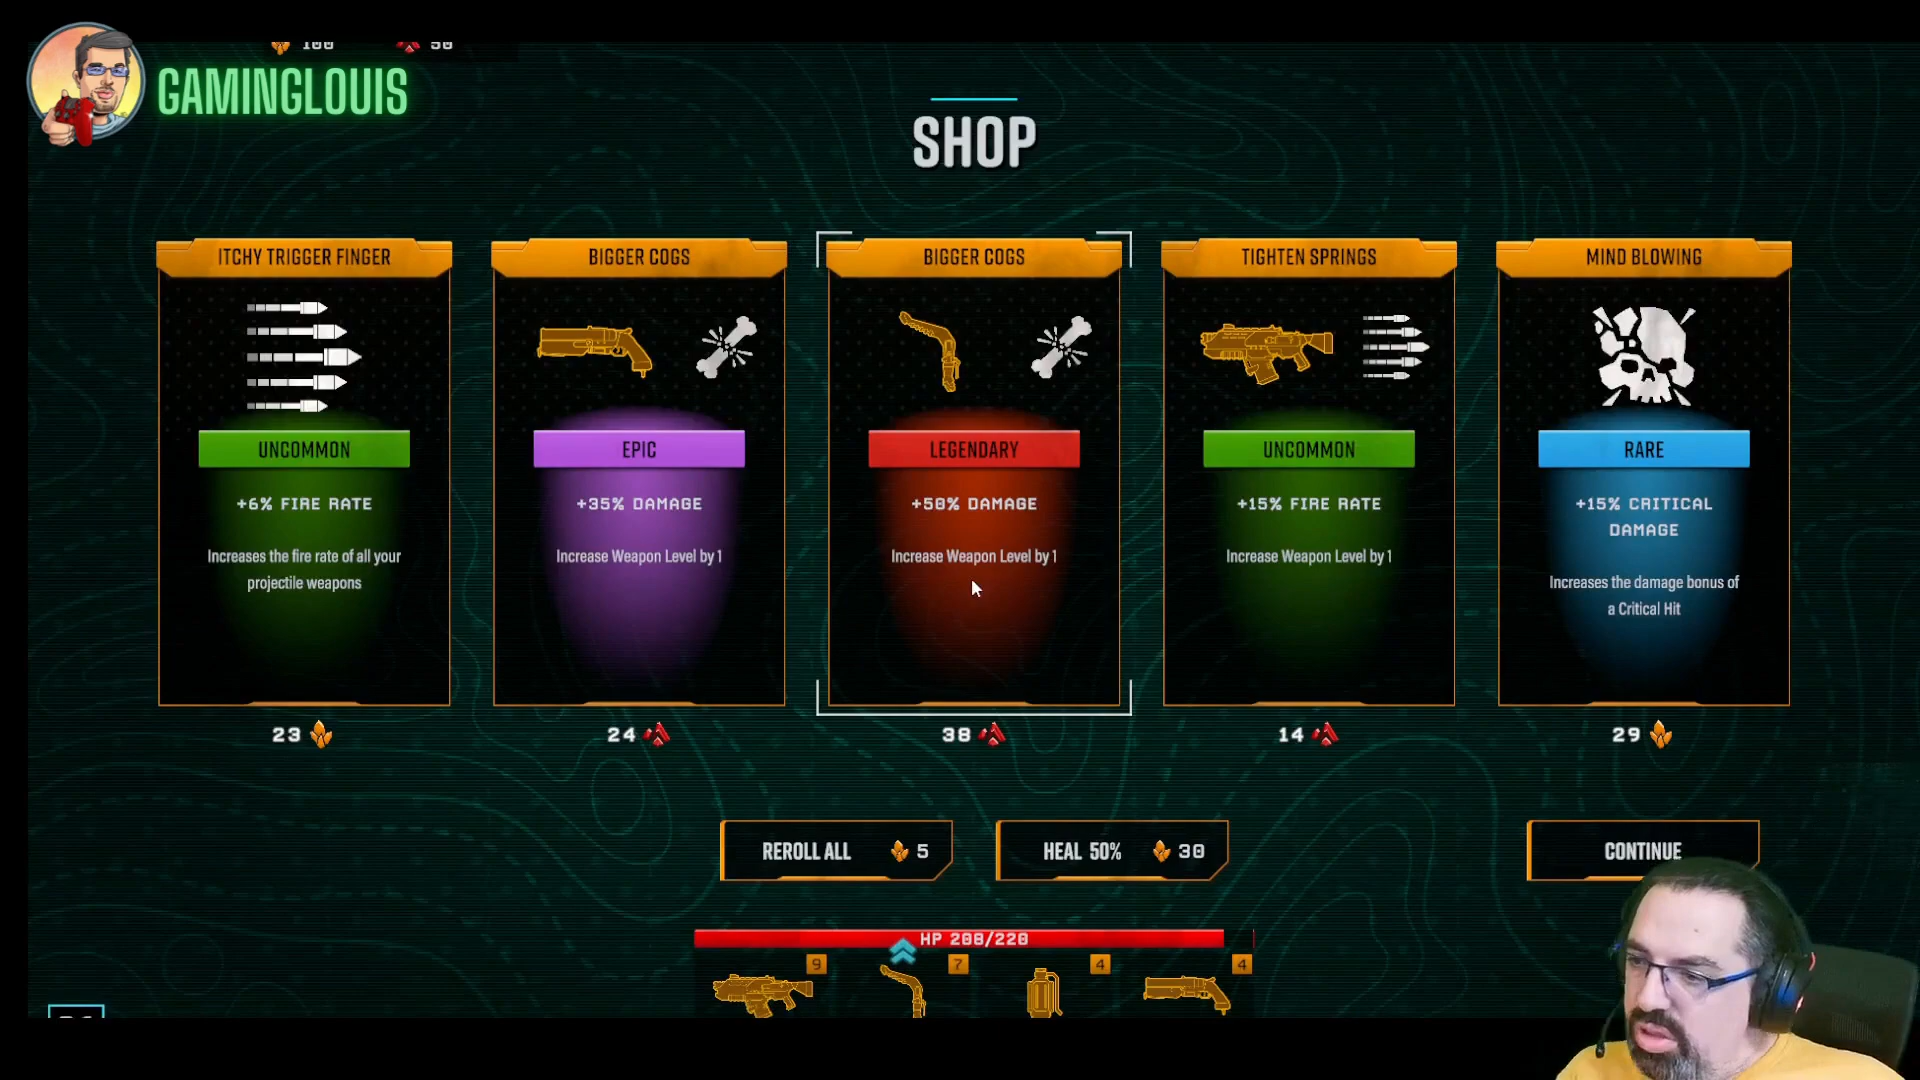 100 50
GAMINGLOUIS
SHOP
ITCHY TRIGGER FINGER
UNCOMMON
+6% FIRE RATE
Increases the fire rate of all your
projectile weapons
23
BIGGER COGS
EPIC
+35% DAMAGE
Increase Weapon Level by 1
24
BIGGER COGS
LEGENDARY
+50% DAMAGE
Increase Weapon Level by 1
38
TIGHTEN SPRINGS
UNCOMMON
+15% FIRE RATE
Increase Weapon Level by 1
14
MIND BLOWING
RARE
+15% CRITICAL
DAMAGE
Increases the damage bonus of
a Critical Hit
29
REROLL ALL 5
HEAL 50% 30
CONTINUE
HP 208/220
9 7 4 4